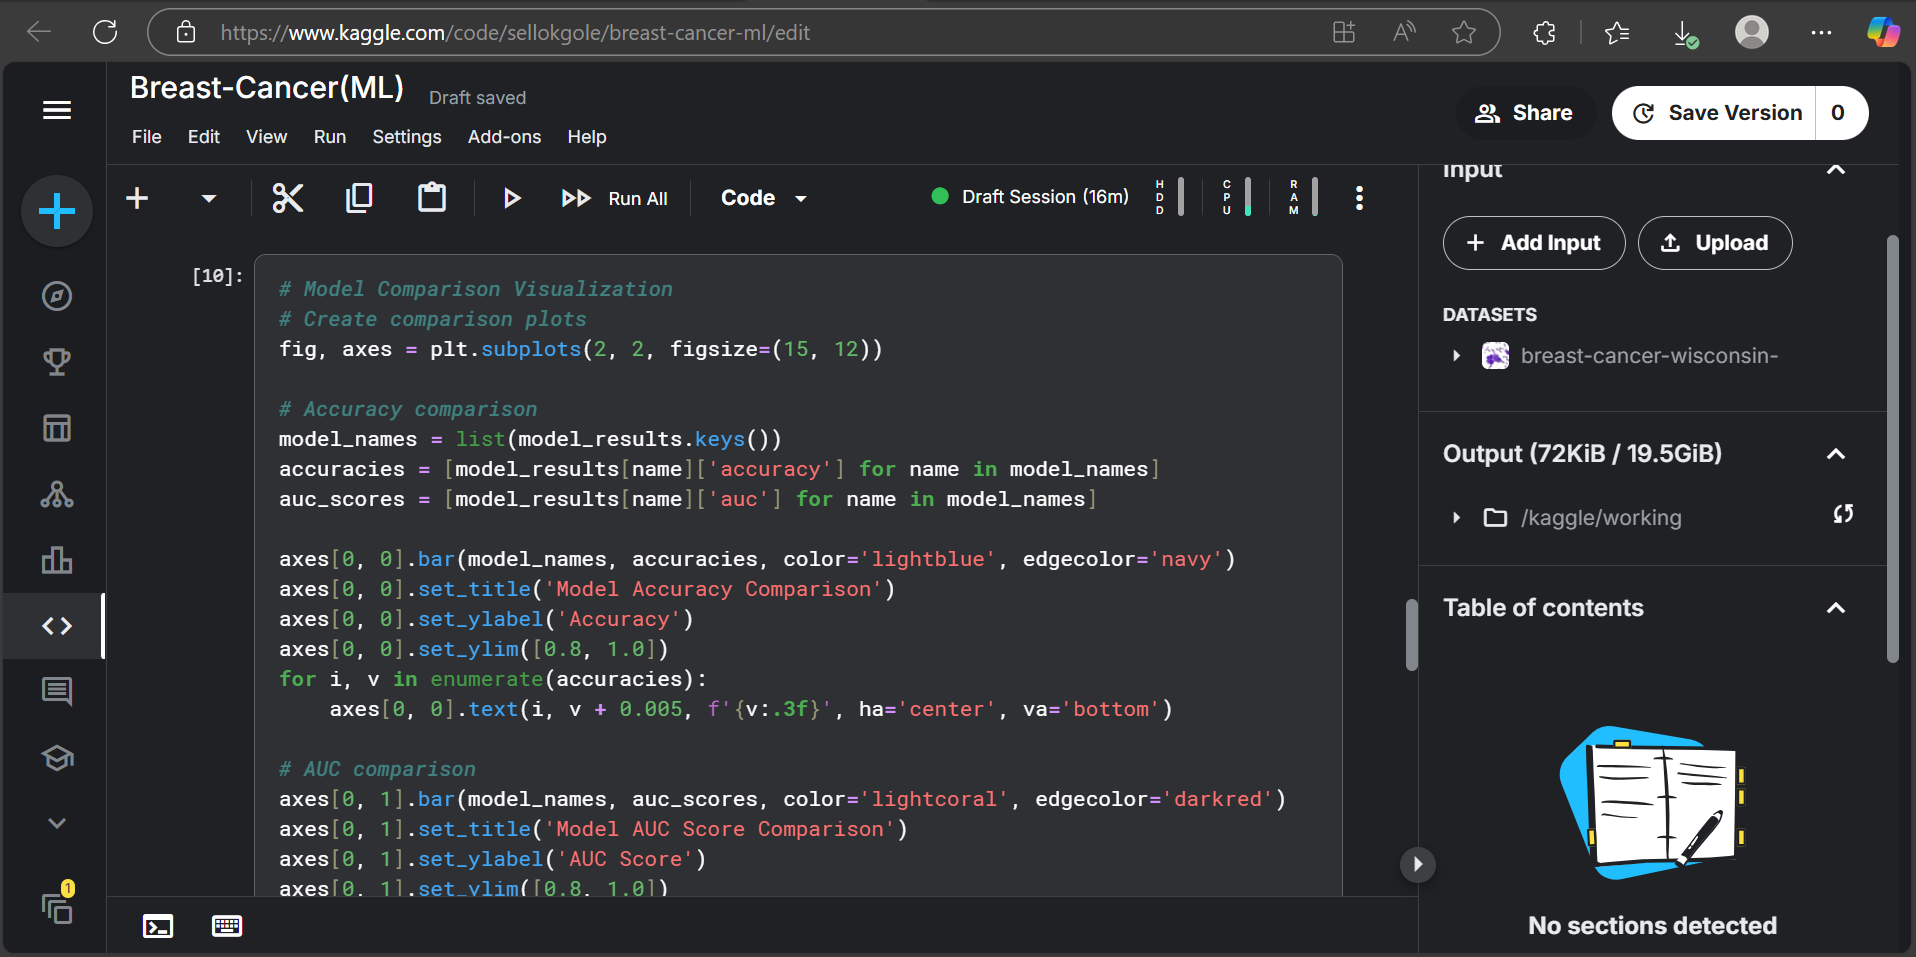 https://www.kaggle.com/code/sellokgole/breast-cancer-ml/edit
Breast-Cancer(ML)
Draft saved
File Edit View Run Settings Add-ons Help
Share
Save Version 0
Run All
Code
Draft Session (16m)
HDD
CPU
RAM
[10]:
# Model Comparison Visualization
# Create comparison plots
fig, axes = plt.subplots(2, 2, figsize=(15, 12))
# Accuracy comparison
model_names = list(model_results.keys())
accuracies = [model_results[name]['accuracy'] for name in model_names]
auc_scores = [model_results[name]['auc'] for name in model_names]
axes[0, 0].bar(model_names, accuracies, color='lightblue', edgecolor='navy')
axes[0, 0].set_title('Model Accuracy Comparison')
axes[0, 0].set_ylabel('Accuracy')
axes[0, 0].set_ylim([0.8, 1.0])
for i, v in enumerate(accuracies):
    axes[0, 0].text(i, v + 0.005, f'{v:.3f}', ha='center', va='bottom')
# AUC comparison
axes[0, 1].bar(model_names, auc_scores, color='lightcoral', edgecolor='darkred')
axes[0, 1].set_title('Model AUC Score Comparison')
axes[0, 1].set_ylabel('AUC Score')
axes[0, 1].set_ylim([0.8, 1.0])
Input
Add Input
Upload
DATASETS
breast-cancer-wisconsin-
Output (72KiB / 19.5GiB)
/kaggle/working
Table of contents
No sections detected
1